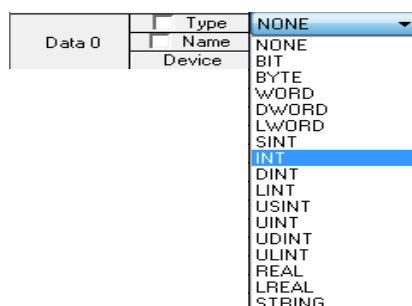 Type NONE
Data 0 Name NONE
Device BIT
BYTE
WORD
DWORD
LWORD
SINT
INT
DINT
LINT
USINT
UINT
UDINT
ULINT
REAL
LREAL
STRING